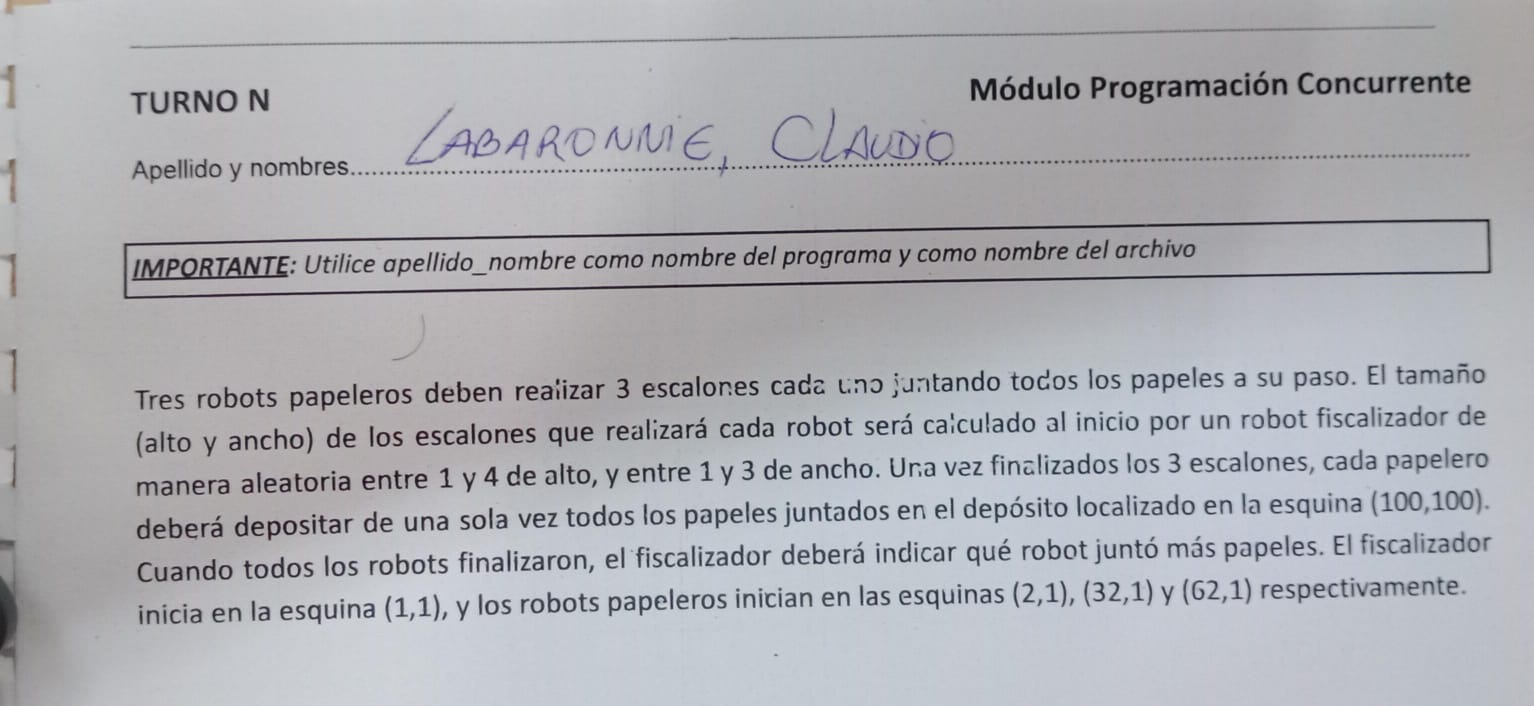 TURNO N
Módulo Programación Concurrente
Apellido y nombres LABARONNIE, CLAUDIO
IMPORTANTE: Utilice apellido_nombre como nombre del programa y como nombre del archivo
Tres robots papeleros deben realizar 3 escalones cada uno juntando todos los papeles a su paso. El tamaño
(alto y ancho) de los escalones que realizará cada robot será calculado al inicio por un robot fiscalizador de
manera aleatoria entre 1 y 4 de alto, y entre 1 y 3 de ancho. Una vez finalizados los 3 escalones, cada papelero
deberá depositar de una sola vez todos los papeles juntados en el depósito localizado en la esquina (100,100).
Cuando todos los robots finalizaron, el fiscalizador deberá indicar qué robot juntó más papeles. El fiscalizador
inicia en la esquina (1,1), y los robots papeleros inician en las esquinas (2,1), (32,1) y (62,1) respectivamente.